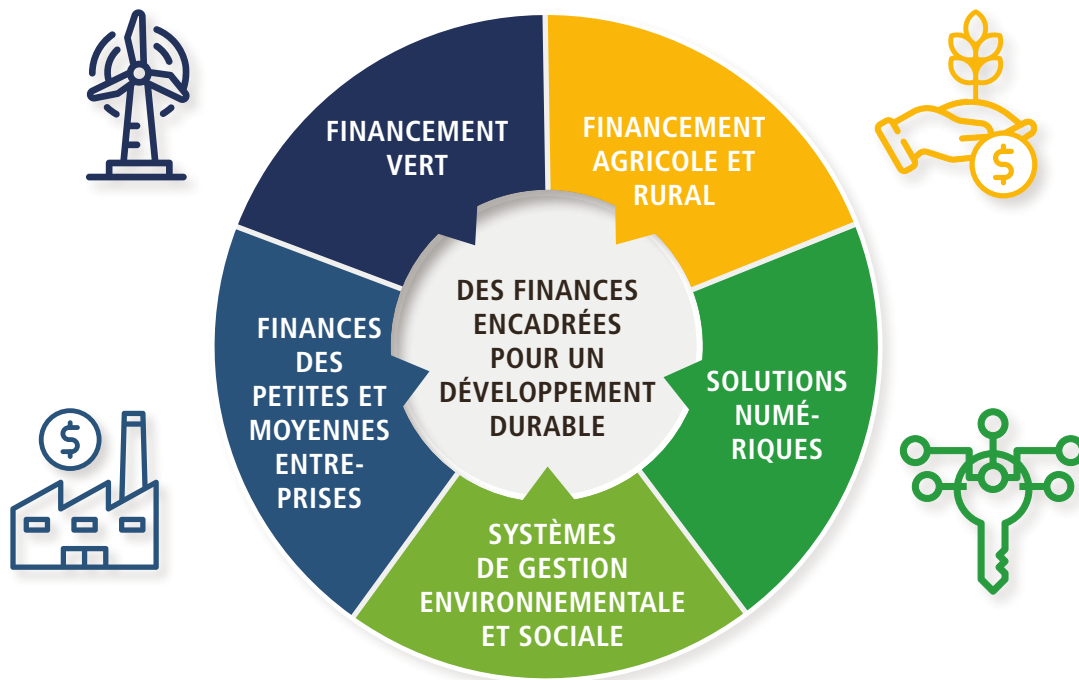 FINANCEMENT
VERT
FINANCEMENT
AGRICOLE ET
RURAL
DES FINANCES
ENCADRÉES
POUR UN
DÉVELOPPEMENT
DURABLE
FINANCES
DES
PETITES ET
MOYENNES
ENTRE-
PRISES
SOLUTIONS
NUMÉ-
RIQUES
SYSTÈMES
DE GESTION
ENVIRONNEMENTALE
ET SOCIALE
$
$